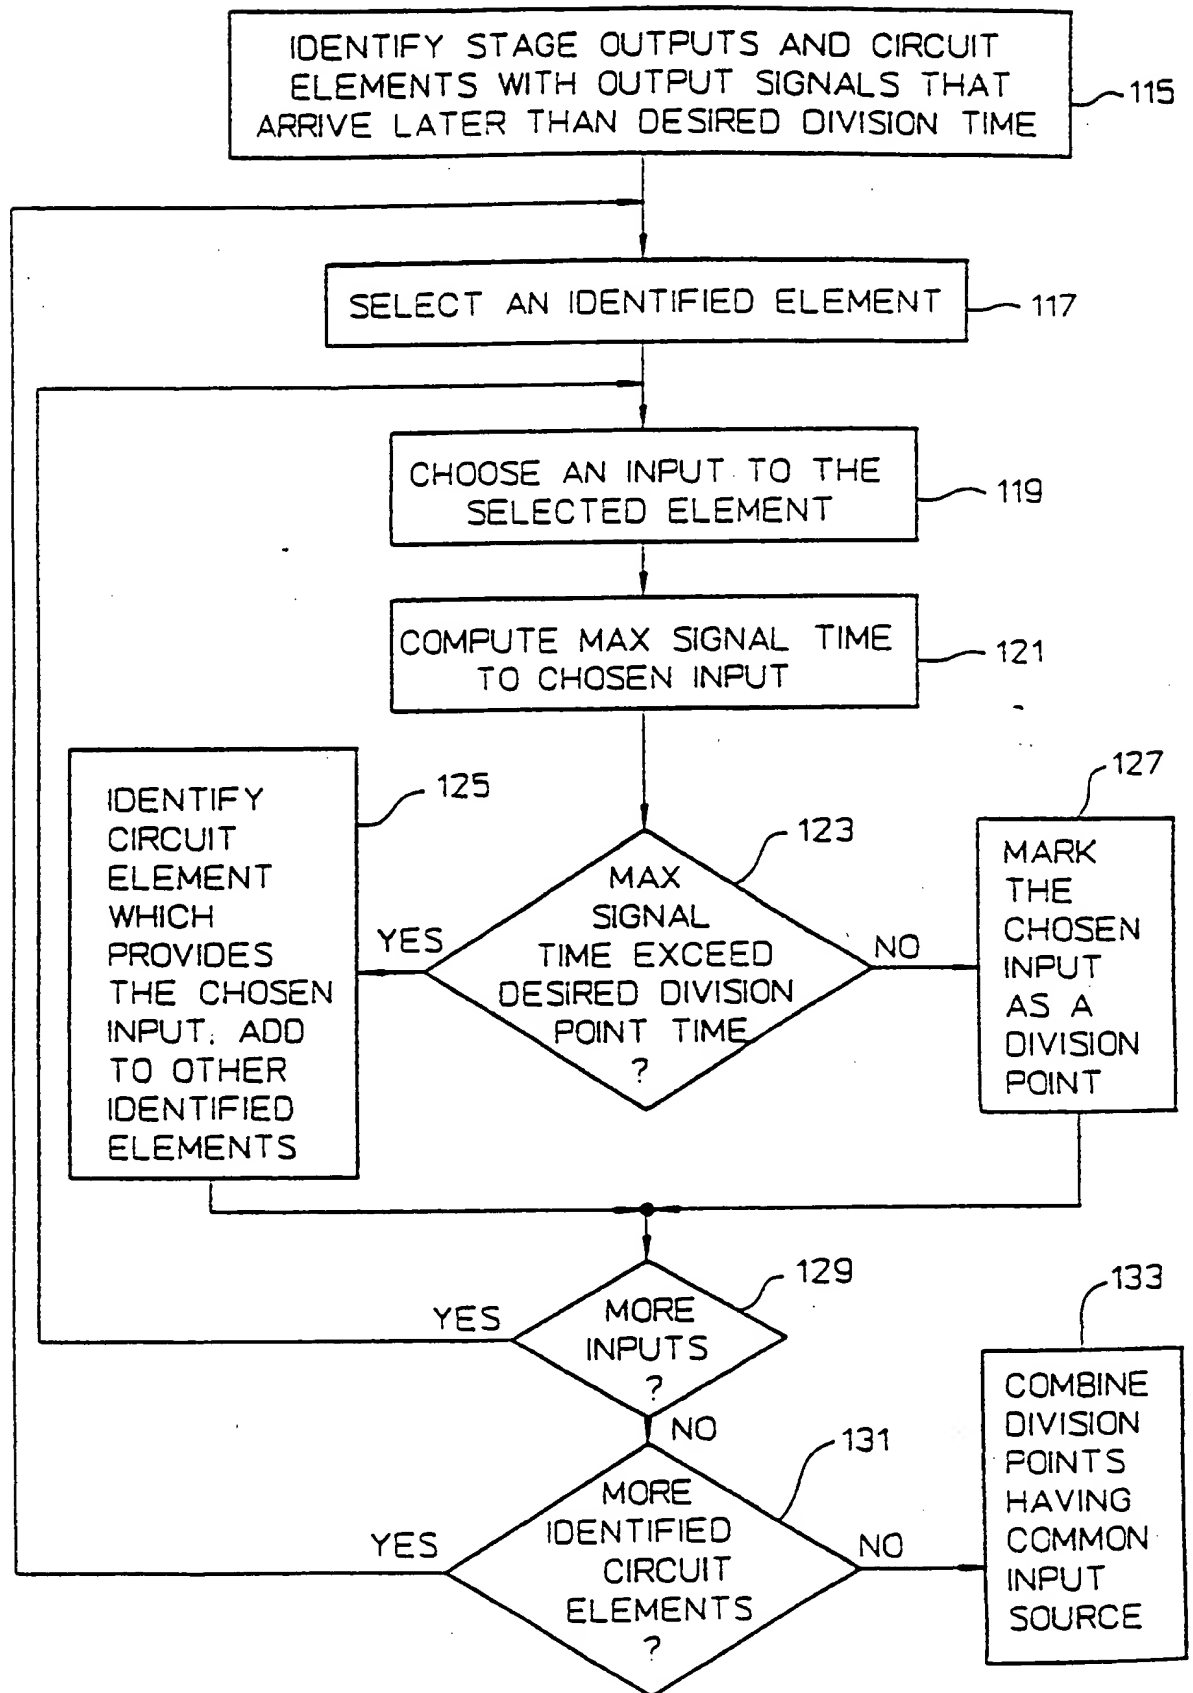 IDENTIFY STAGE OUTPUTS AND CIRCUIT
ELEMENTS WITH OUTPUT SIGNALS THAT
ARRIVE LATER THAN DESIRED DIVISION TIME
115
SELECT AN IDENTIFIED ELEMENT
117
CHOOSE AN INPUT TO THE
SELECTED ELEMENT
119
COMPUTE MAX SIGNAL TIME
TO CHOSEN INPUT
121
125
IDENTIFY
CIRCUIT
ELEMENT
WHICH
PROVIDES
THE CHOSEN
INPUT. ADD
TO OTHER
IDENTIFIED
ELEMENTS
YES
123
MAX
SIGNAL
TIME EXCEED
DESIRED DIVISION
POINT TIME
?
NO
127
MARK
THE
CHOSEN
INPUT
AS A
DIVISION
POINT
129
YES
MORE
INPUTS
?
NO
131
YES
MORE
IDENTIFIED
CIRCUIT
ELEMENTS
?
NO
133
COMBINE
DIVISION
POINTS
HAVING
COMMON
INPUT
SOURCE